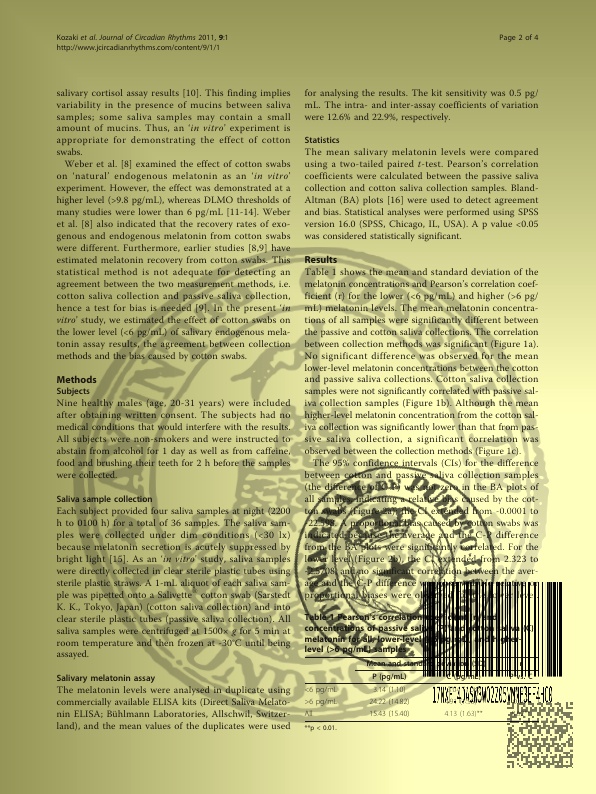 Kozaki et al. Journal of Circadian Rhythms 2011, 9:1
http://www.jcircadianrhythms.com/content/9/1/1
Page 2 of 4
salivary cortisol assay results [10]. This finding implies
variability in the presence of mucins between saliva
samples; some saliva samples may contain a small
amount of mucins. Thus, an 'in vitro' experiment is
appropriate for demonstrating the effect of cotton
swabs.
Weber et al. [8] examined the effect of cotton swabs
on 'natural' endogenous melatonin as an 'in vitro'
experiment. However, the effect was demonstrated at a
higher level (>9.8 pg/mL), whereas DLMO thresholds of
many studies were lower than 6 pg/mL [11-14]. Weber
et al. [8] also indicated that the recovery rates of exo-
genous and endogenous melatonin from cotton swabs
were different. Furthermore, earlier studies [8,9] have
estimated melatonin recovery from cotton swabs. This
statistical method is not adequate for detecting an
agreement between the two measurement methods, i.e.
cotton saliva collection and passive saliva collection,
hence a test for bias is needed [9]. In the present 'in
vitro' study, we estimated the effect of cotton swabs on
the lower level (<6 pg/mL) of salivary endogenous mela-
tonin assay results, the agreement between collection
methods and the bias caused by cotton swabs.
Methods
Subjects
Nine healthy males (age, 20-31 years) were included
after obtaining written consent. The subjects had no
medical conditions that would interfere with the results.
All subjects were non-smokers and were instructed to
abstain from alcohol for 1 day as well as from caffeine,
food and brushing their teeth for 2 h before the samples
were collected.
Saliva sample collection
Each subject provided four saliva samples at night (2200
h to 0100 h) for a total of 36 samples. The saliva sam-
ples were collected under dim conditions (<30 lx)
because melatonin secretion is acutely suppressed by
bright light [15]. As an 'in vitro' study, saliva samples
were directly collected in clear sterile plastic tubes using
sterile plastic straws. A 1-mL aliquot of each saliva sam-
ple was pipetted onto a Salivette cotton swab (Sarstedt
K. K., Tokyo, Japan) (cotton saliva collection) and into
clear sterile plastic tubes (passive saliva collection). All
saliva samples were centrifuged at 1500× g for 5 min at
room temperature and then frozen at -30°C until being
assayed.
Salivary melatonin assay
The melatonin levels were analysed in duplicate using
commercially available ELISA kits (Direct Saliva Melato-
nin ELISA; Bühlmann Laboratories, Allschwil, Switzer-
land), and the mean values of the duplicates were used
for analysing the results. The kit sensitivity was 0.5 pg/
mL. The intra- and inter-assay coefficients of variation
were 12.6% and 22.9%, respectively.
Statistics
The mean salivary melatonin levels were compared
using a two-tailed paired t-test. Pearson's correlation
coefficients were calculated between the passive saliva
collection and cotton saliva collection samples. Bland-
Altman (BA) plots [16] were used to detect agreement
and bias. Statistical analyses were performed using SPSS
version 16.0 (SPSS, Chicago, IL, USA). A p value <0.05
was considered statistically significant.
Results
Table 1 shows the mean and standard deviation of the
melatonin concentrations and Pearson's correlation coef-
ficient (r) for the lower (<6 pg/mL) and higher (>6 pg/
mL) melatonin levels. The mean melatonin concentra-
tions of all samples were significantly different between
the passive and cotton saliva collections. The correlation
between collection methods was significant (Figure 1a).
No significant difference was observed for the mean
lower-level melatonin concentrations between the cotton
and passive saliva collections. Cotton saliva collection
samples were not significantly correlated with passive sal-
iva collection samples (Figure 1b). Although the mean
higher-level melatonin concentration from the cotton sal-
iva collection was significantly lower than that from pas-
sive saliva collection, a significant correlation was
observed between the collection methods (Figure 1c).
The 95% confidence intervals (CIs) for the difference
between cotton and passive saliva collection samples
(the difference of C-P) was not zero in the BA plots of
all samples, indicating a relative bias caused by the cot-
ton swabs (Figure 2a); the CI extended from -0.0001 to
A proportional bias caused by cotton swabs was
indicated because the average and the C-P difference
from the BA plots were significantly correlated. For the
lower level (Figure 2b), the CI extended from 2.323 to
and no significant correlation between the aver-
age and the C-P difference
proportional biases were
Table 1 Pearson's correlation and
concentrations of passive saliva (P) and cotton saliva (C)
melatonin for all, lower-level pg/mL), and higher-
level (>6 pg/mL) samples
Mean and standard
P (pg/mL)
<6 pg/mL 3.14 (1.10)
>6 pg/mL 24.22 (14.82)
All 15.43 (15.40) 4.13 (1.63)**
**p < 0.01.